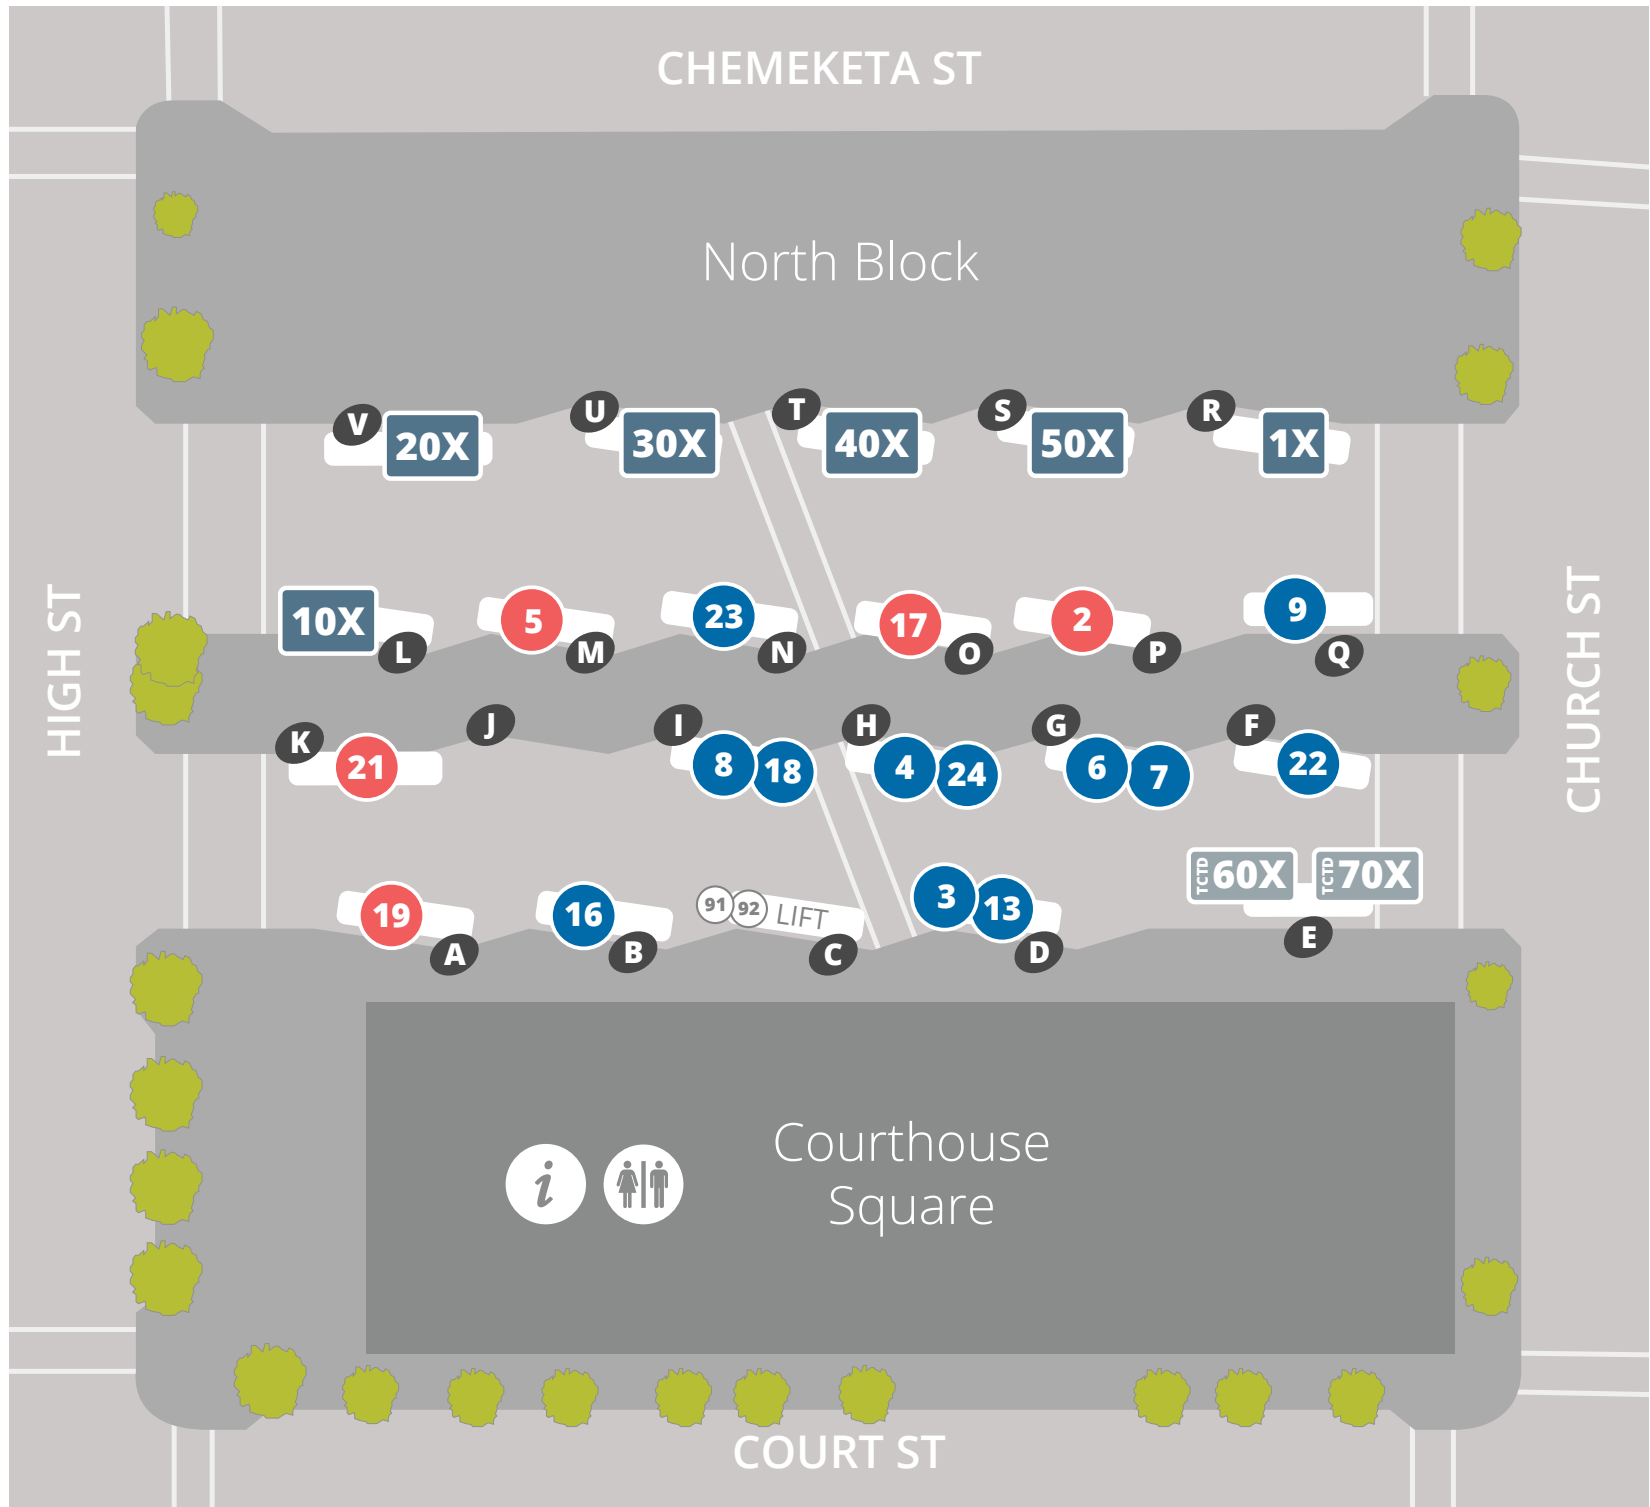 CHEMEKETA ST
North Block
V
20X
U
30X
T
40X
S
50X
R
1X
HIGH ST
CHURCH ST
10X
L
5
M
23
N
17
O
2
P
9
Q
K
21
J
I
8
18
H
4
24
G
6
7
F
22
19
A
16
B
91
92
LIFT
C
3
13
D
TCTD
60X
TCTD
70X
E
i
Courthouse
Square
COURT ST